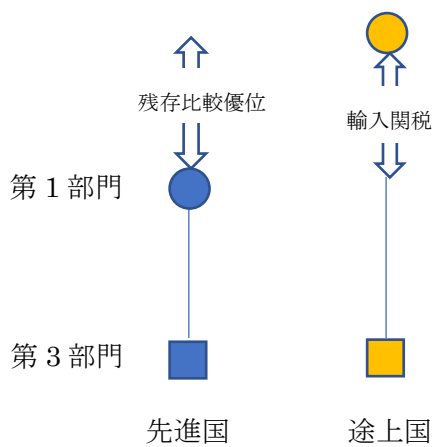 残存比較優位
輸入関税
第1部門
第3部門
先進国
途上国